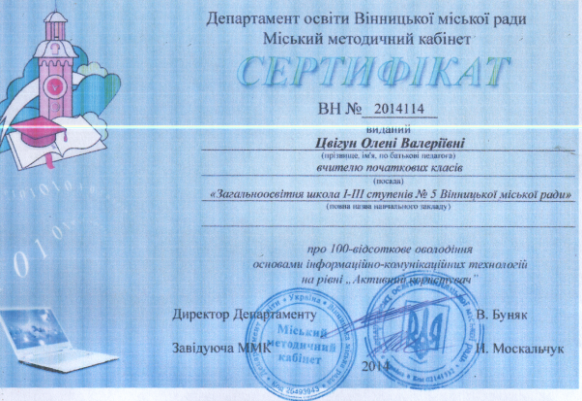 Департамент освіти Вінницької міської ради
Міський методичний кабінет
СЕРТИФІКАТ
ВН № 2014114
виданий
Цвігун Олені Валеріївні
(прізвище, ім'я, по-батькові педагога)
вчителю початкових класів
(посада)
«Загальноосвітня школа І-ІІІ ступенів № 5 Вінницької міської ради»
(повна назва навчального закладу)
про 100-відсоткове оволодіння
основами інформаційно-комунікаційних технологій
на рівні „Активний користувач"
Директор Департаменту В. Буняк
Міський
методичний
кабінет
Завідуюча ММК Москальчук
2014